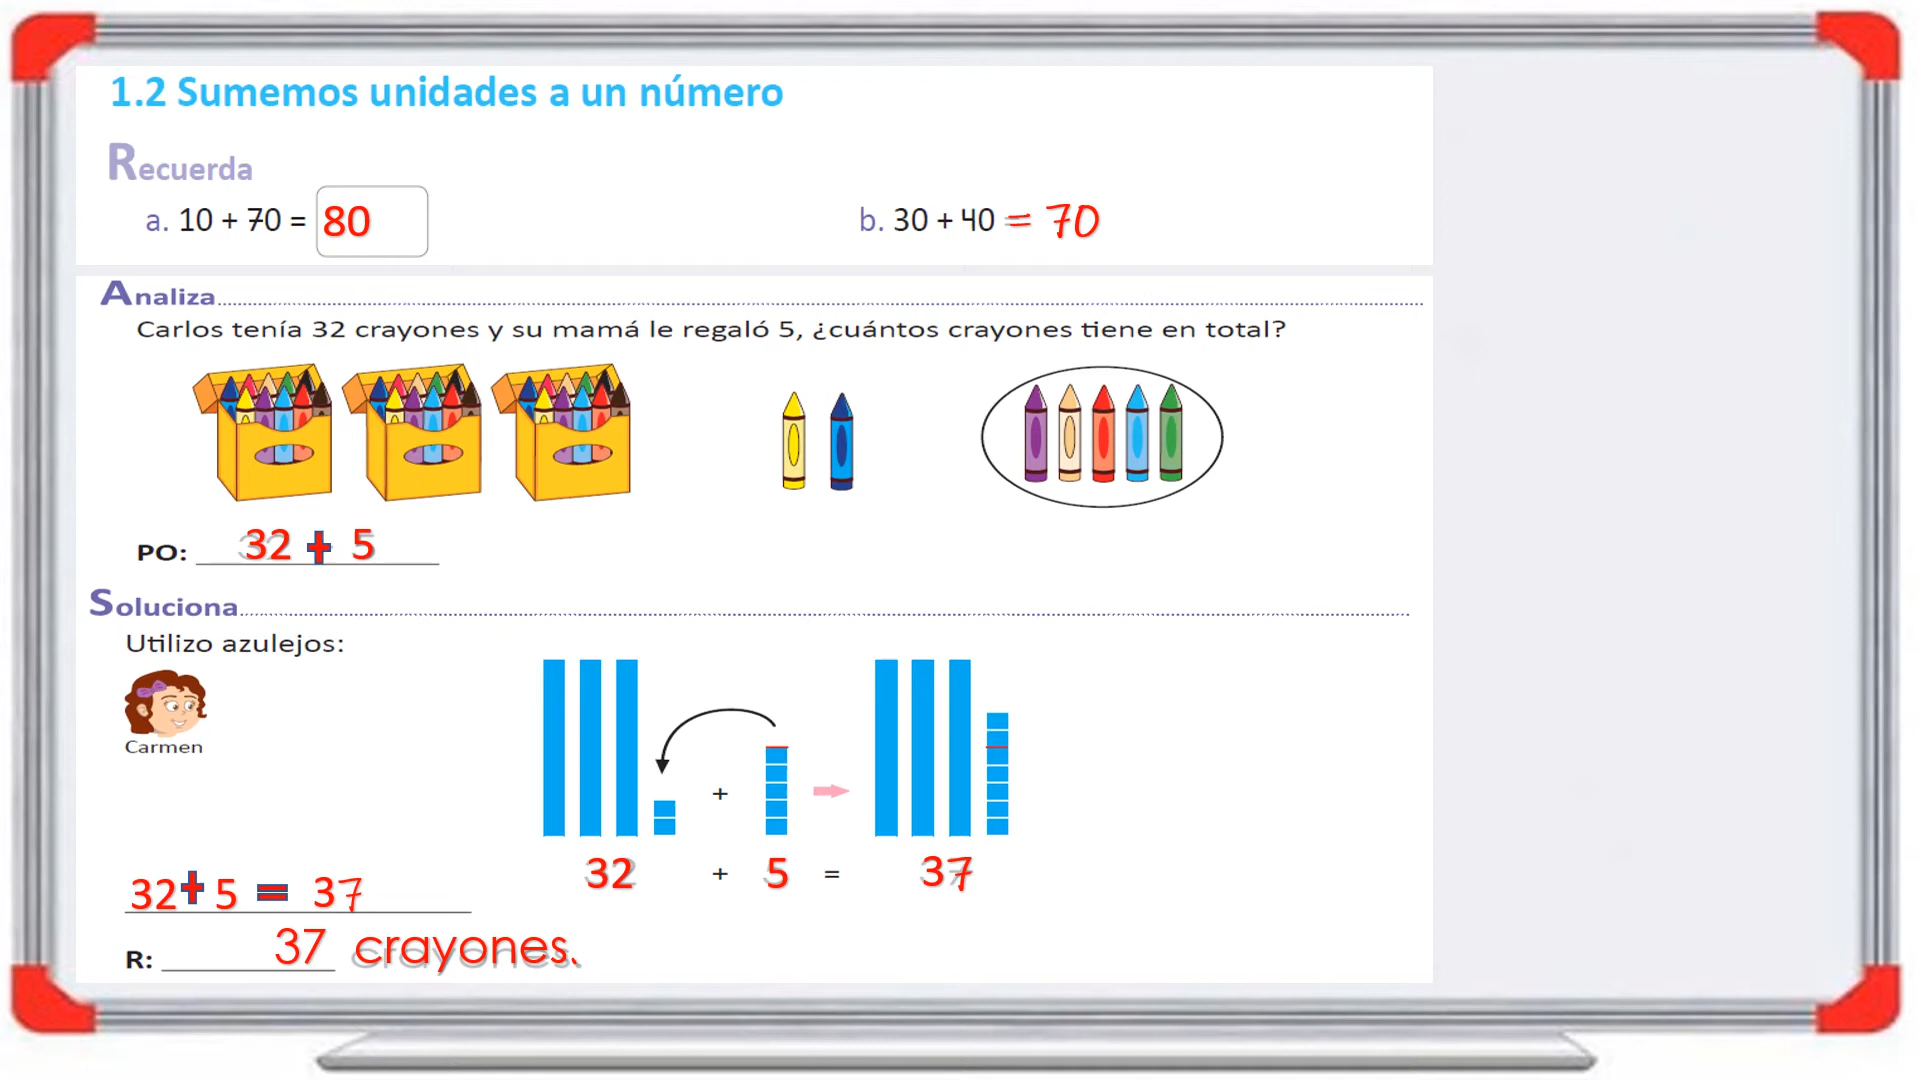 1.2 Sumemos unidades a un número
Recuerda
a. 10 + 70 = 80
b. 30 + 40 = 70
Analiza
Carlos tenía 32 crayones y su mamá le regaló 5, ¿cuántos crayones tiene en total?
PO: 32 + 5
Soluciona
Utilizo azulejos:
Carmen
+
32 + 5 = 37
32 + 5 = 37
R: 37 crayones.